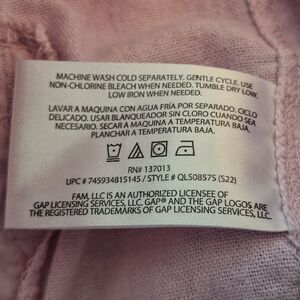 MACHINE WASH COLD SEPARATELY. GENTLE CYCLE. USE
NON-CHLORINE BLEACH WHEN NEEDED. TUMBLE DRY LOW.
LOW IRON WHEN NEEDED.
LAVAR A MAQUINA CON AGUA FRÍA POR SEPARADO. CICLO
DELICADO. USAR BLANQUEADOR SIN CLORO CUANDO SEA
NECESARIO. SECAR A MAQUINA A TEMPERATURA BAJA.
PLANCHAR A TEMPERATURA BAJA.
RN# 137013
UPC # 745934815145 / STYLE # QLS08575 (S22)
FAM, LLC IS AN AUTHORIZED LICENSEE OF
GAP LICENSING SERVICES, LLC. GAP® AND THE GAP LOGOS ARE
THE REGISTERED TRADEMARKS OF GAP LICENSING SERVICES, LLC.